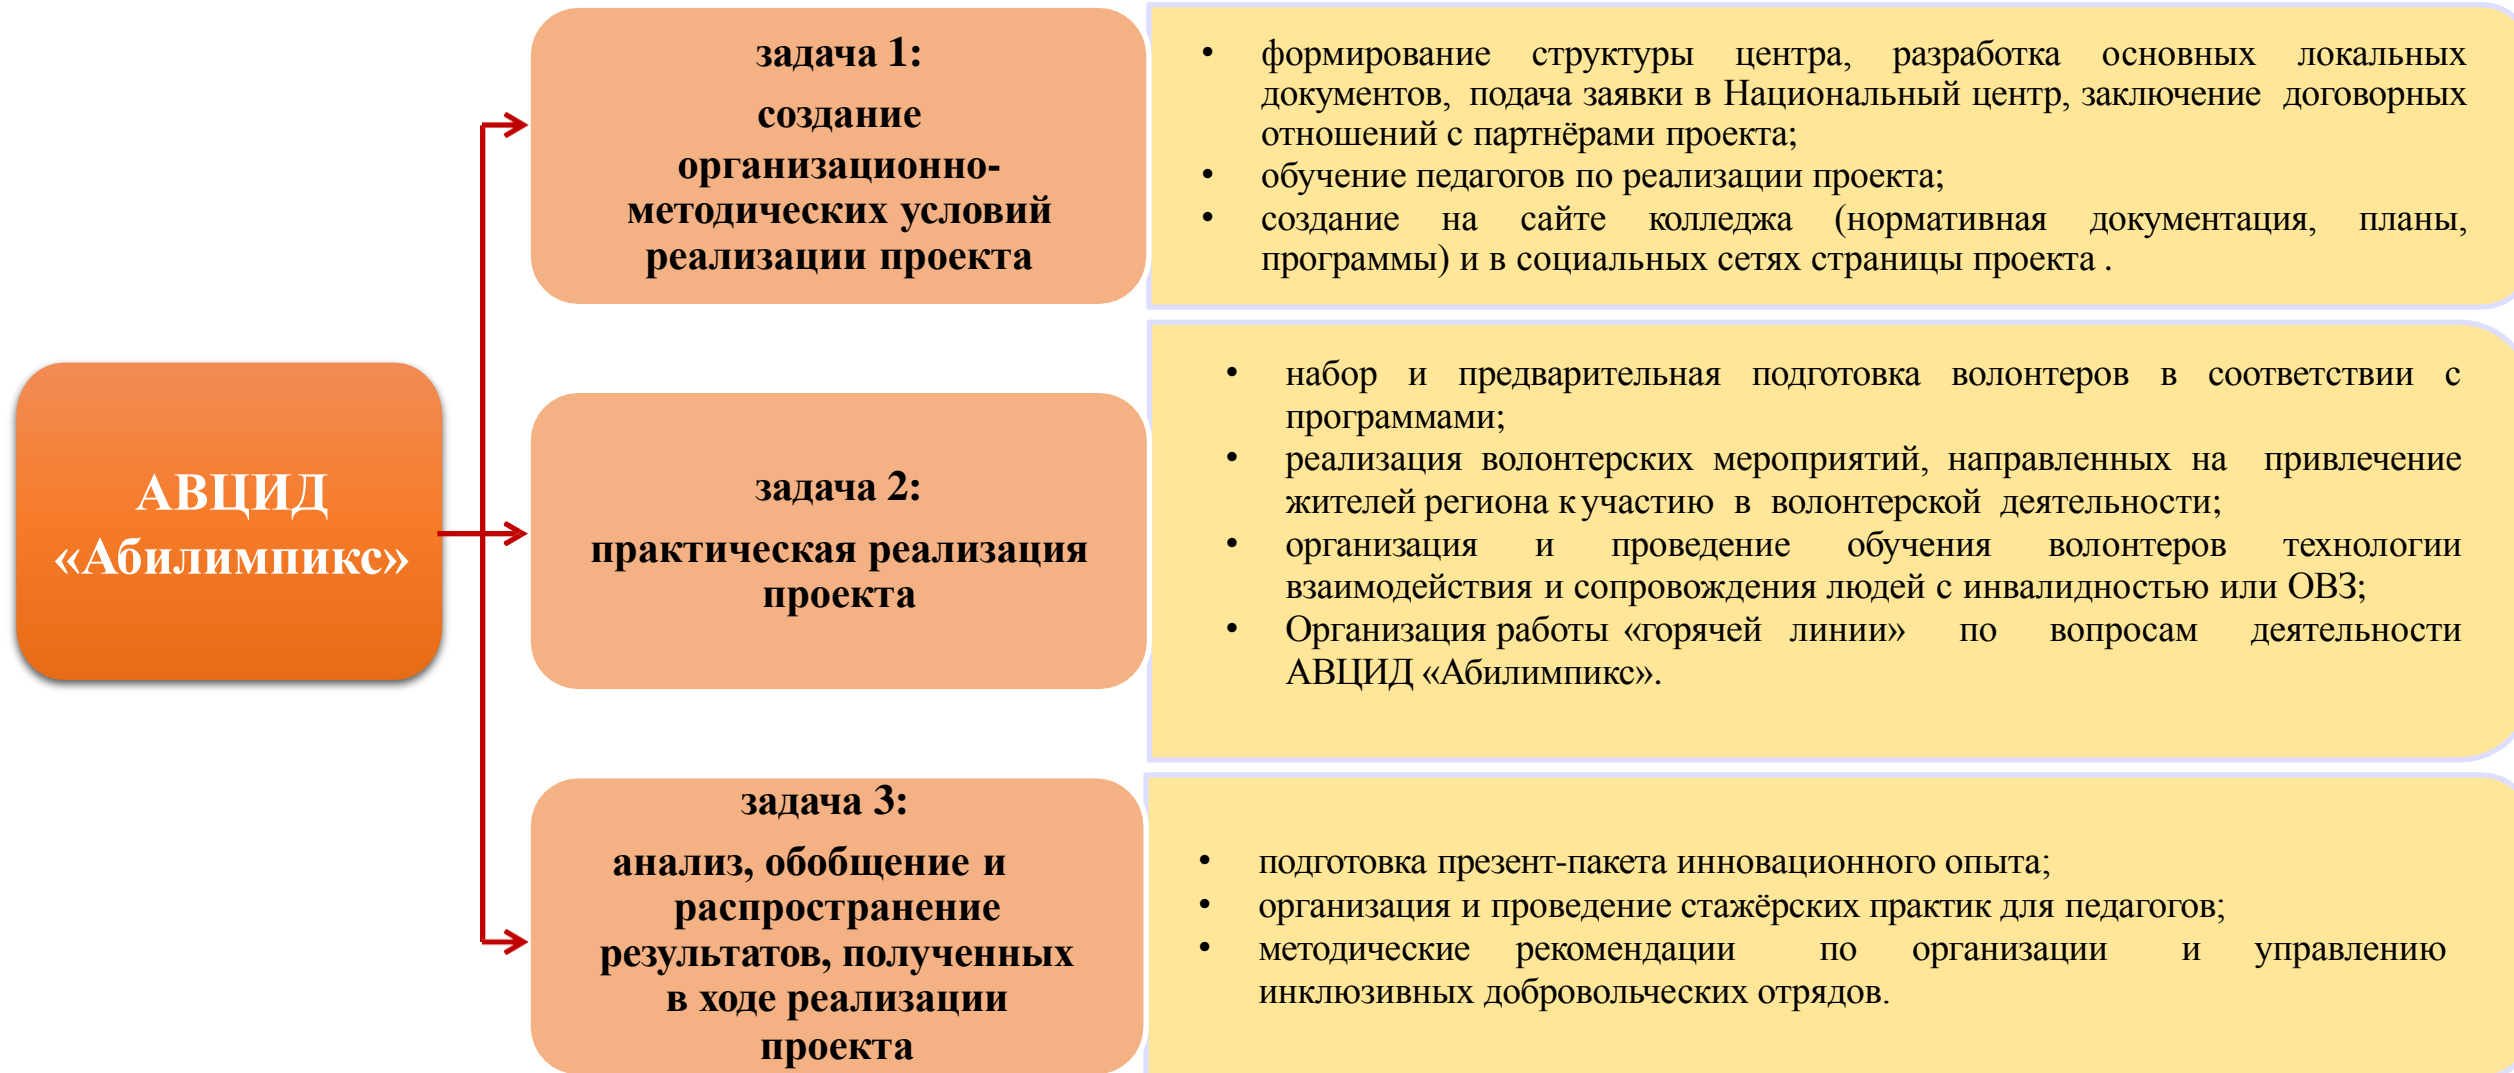 АВЦИД
«Абилимпикс»
задача 1:
создание
организационно-
методических условий
реализации проекта
• формирование структуры центра, разработка основных локальных
документов, подача заявки в Национальный центр, заключение договорных
отношений с партнёрами проекта;
• обучение педагогов по реализации проекта;
• создание на сайте колледжа (нормативная документация, планы,
программы) и в социальных сетях страницы проекта .
задача 2:
практическая реализация
проекта
• набор и предварительная подготовка волонтеров в соответствии с
программами;
• реализация волонтерских мероприятий, направленных на привлечение
жителей региона к участию в волонтерской деятельности;
• организация и проведение обучения волонтеров технологии
взаимодействия и сопровождения людей с инвалидностью или ОВЗ;
• Организация работы «горячей линии» по вопросам деятельности
АВЦИД «Абилимпикс».
задача 3:
анализ, обобщение и
распространение
результатов, полученных
в ходе реализации
проекта
• подготовка презент-пакета инновационного опыта;
• организация и проведение стажёрских практик для педагогов;
• методические рекомендации по организации и управлению
инклюзивных добровольческих отрядов.